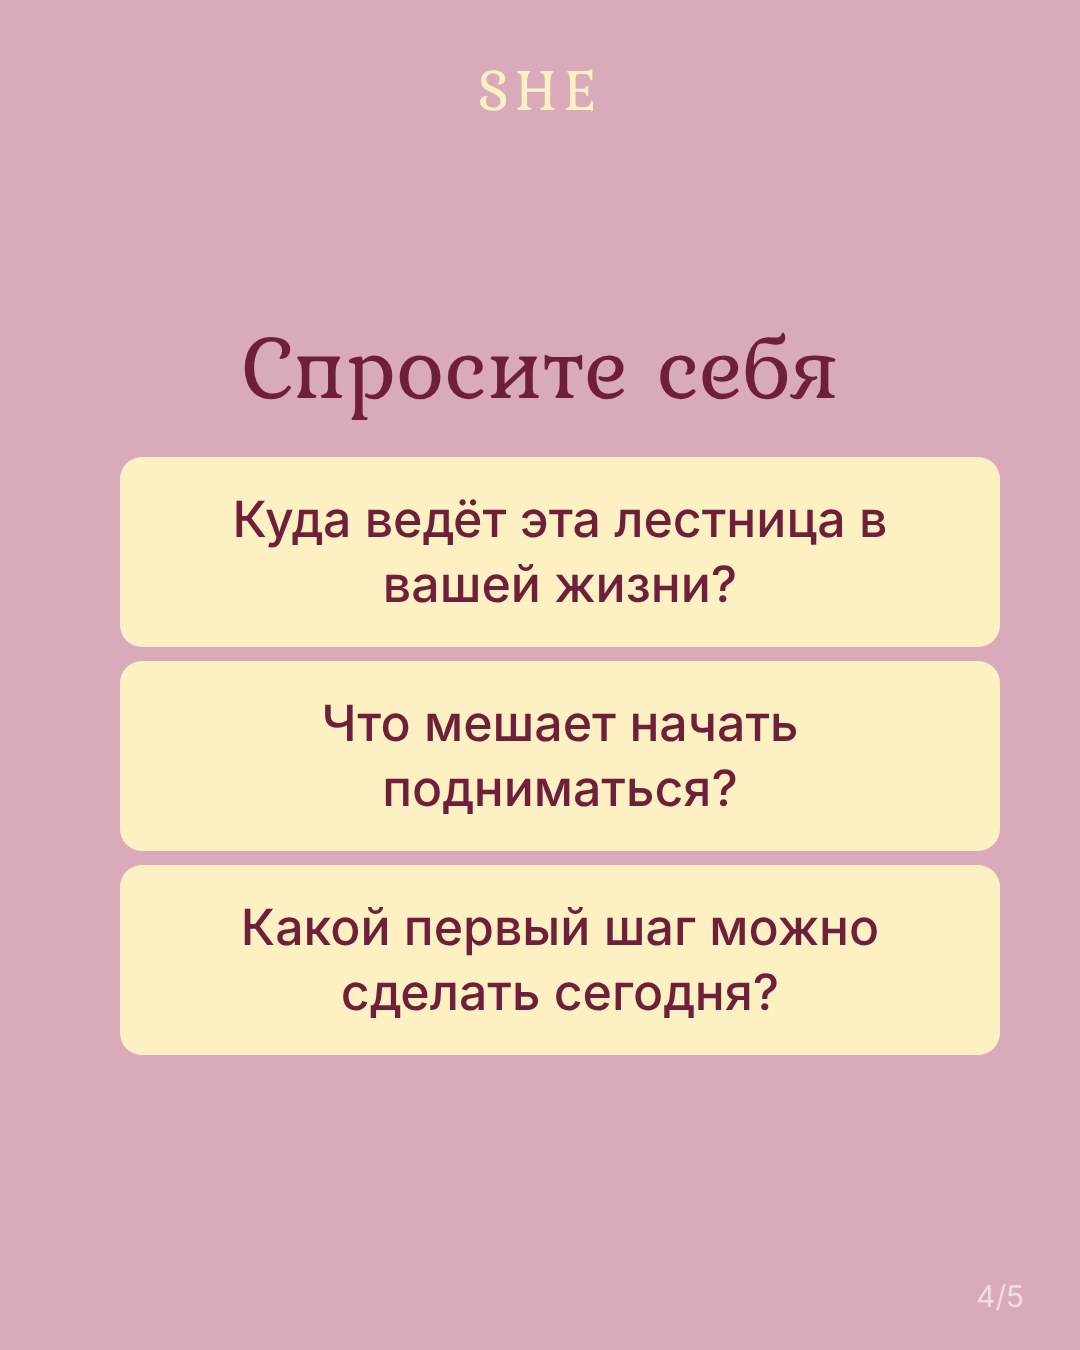 SHE
Спросите себя
Куда ведёт эта лестница в
вашей жизни?
Что мешает начать
подниматься?
Какой первый шаг можно
сделать сегодня?
4/5